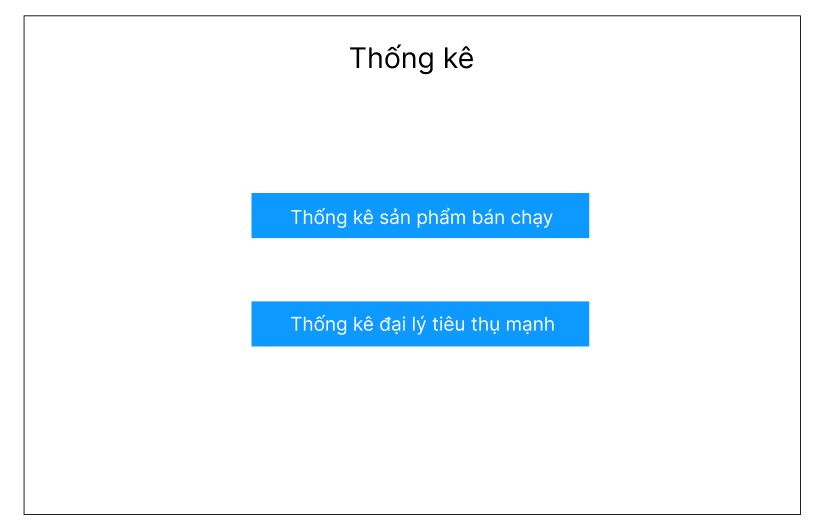 Thống kê
Thống kê sản phẩm bán chạy
Thống kê đại lý tiêu thụ mạnh